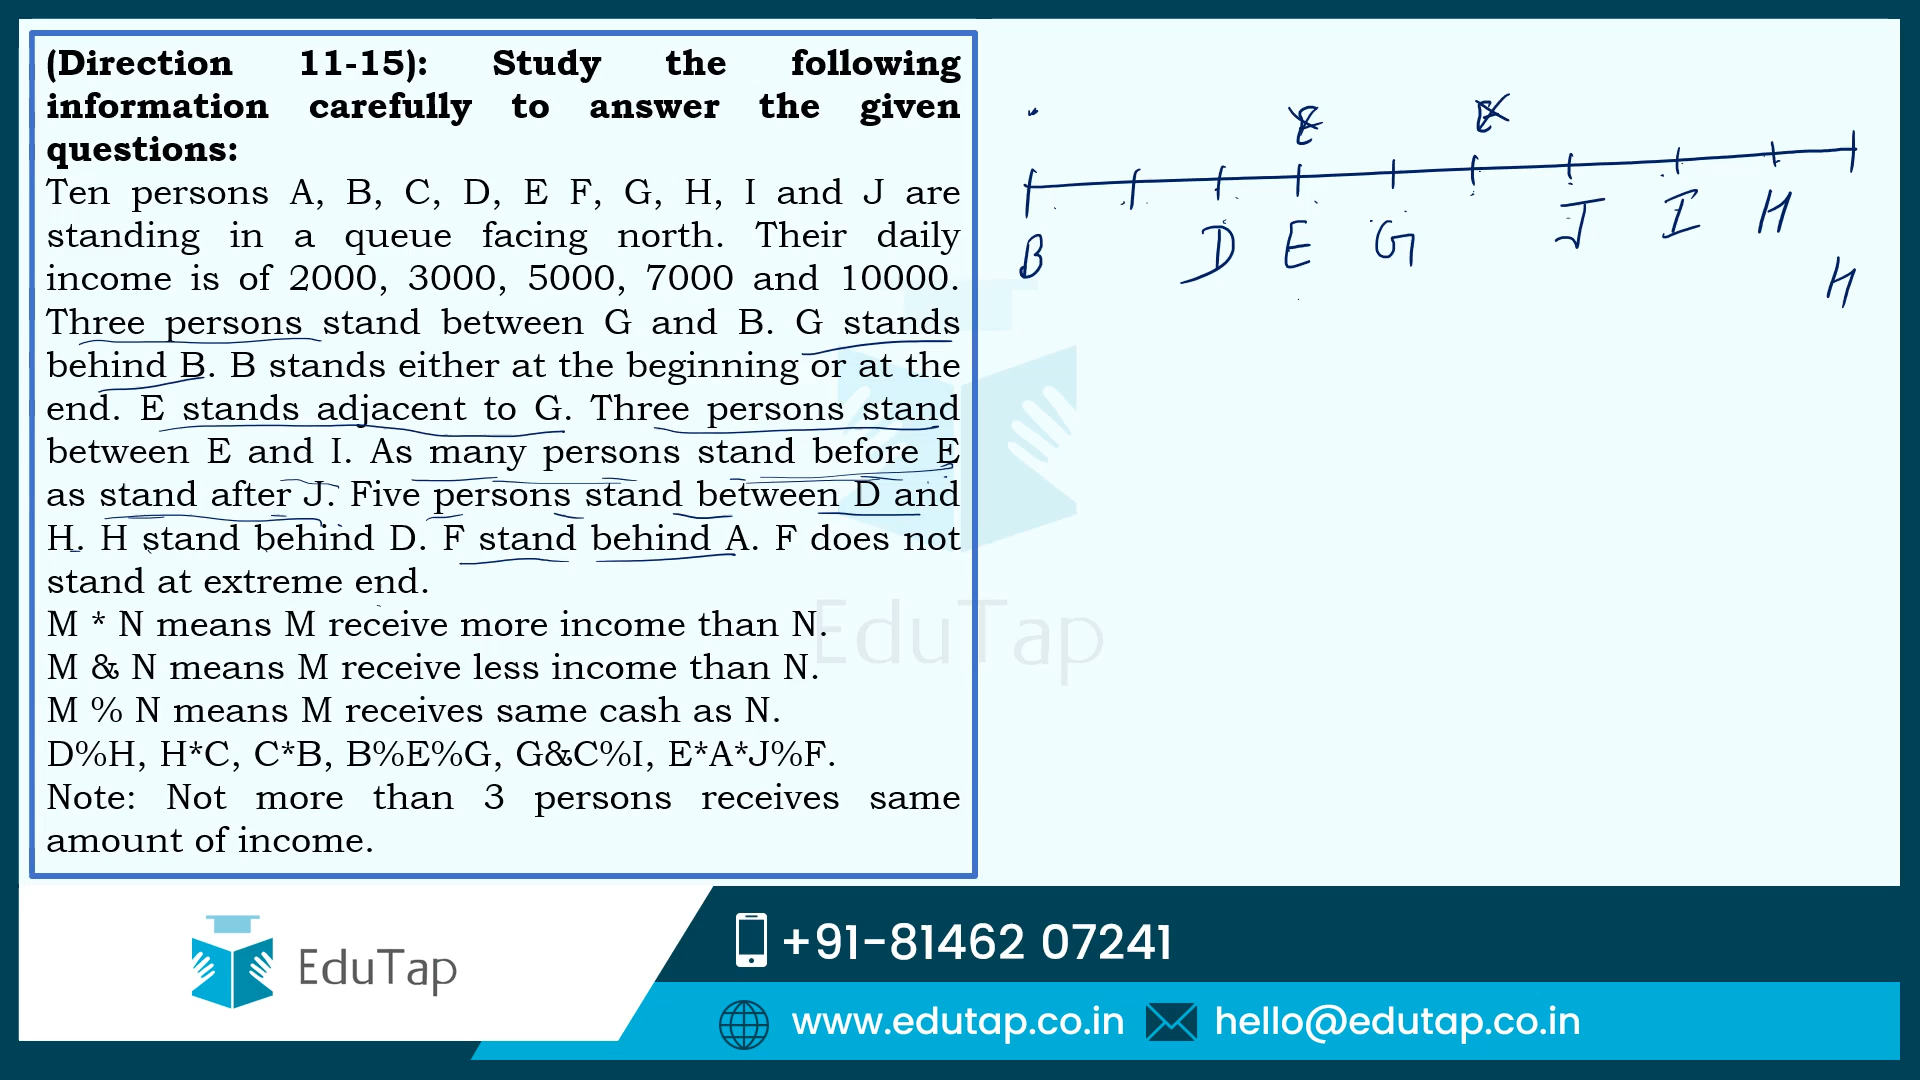 (Direction 11-15): Study the following
information carefully to answer the given
questions:
Ten persons A, B, C, D, E F, G, H, I and J are
standing in a queue facing north. Their daily
income is of 2000, 3000, 5000, 7000 and 10000.
Three persons stand between G and B. G stands
behind B. B stands either at the beginning or at the
end. E stands adjacent to G. Three persons stand
between E and I. As many persons stand before E
as stand after J. Five persons stand between D and
H. H stand behind D. F stand behind A. F does not
stand at extreme end.
M * N means M receive more income than N.
M & N means M receive less income than N.
M % N means M receives same cash as N.
D%H, H*C, C*B, B%E%G, G&C%I, E*A*J%F.
Note: Not more than 3 persons receives same
amount of income.
E E
B D E G J I H
H
EduTap
EduTap
+91-81462 07241
www.edutap.co.in hello@edutap.co.in